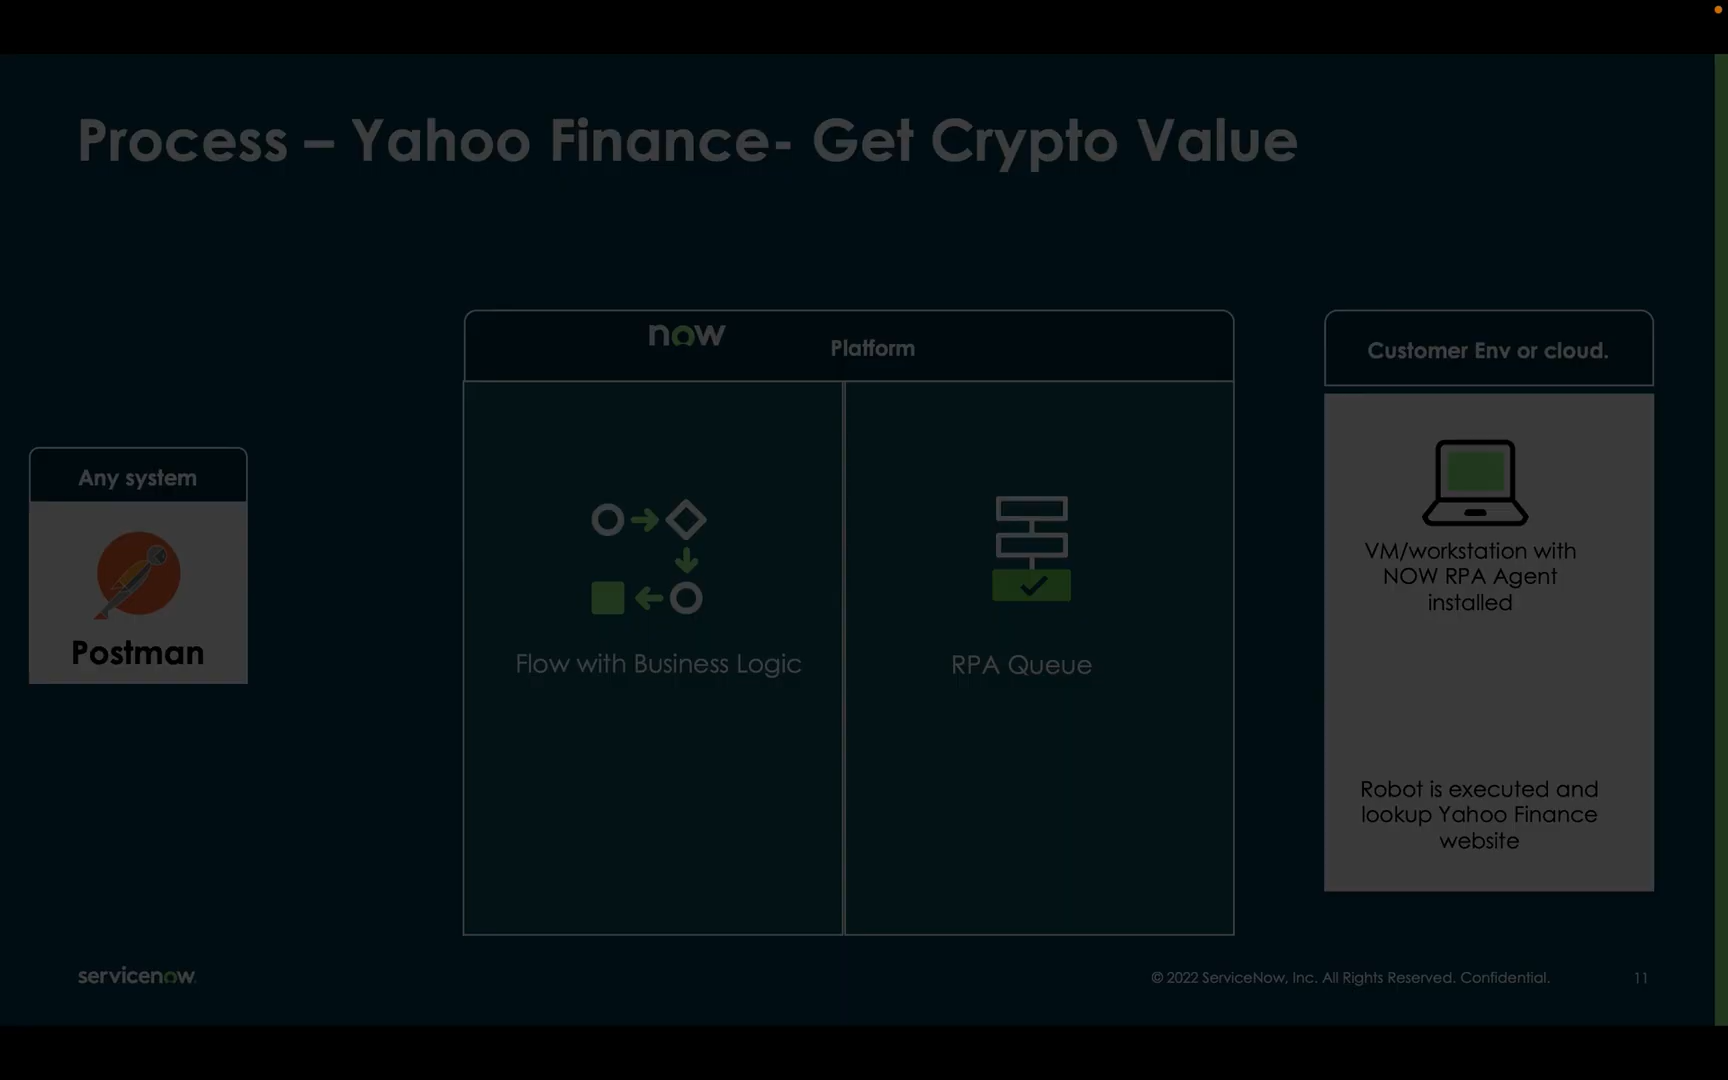 Process – Yahoo Finance- Get Crypto Value
now
Platform
Customer Env or cloud.
Any system
Postman
Flow with Business Logic
RPA Queue
VM/workstation with
NOW RPA Agent
installed
Robot is executed and
lookup Yahoo Finance
website
servicenow
© 2022 ServiceNow, Inc. All Rights Reserved. Confidential.
11